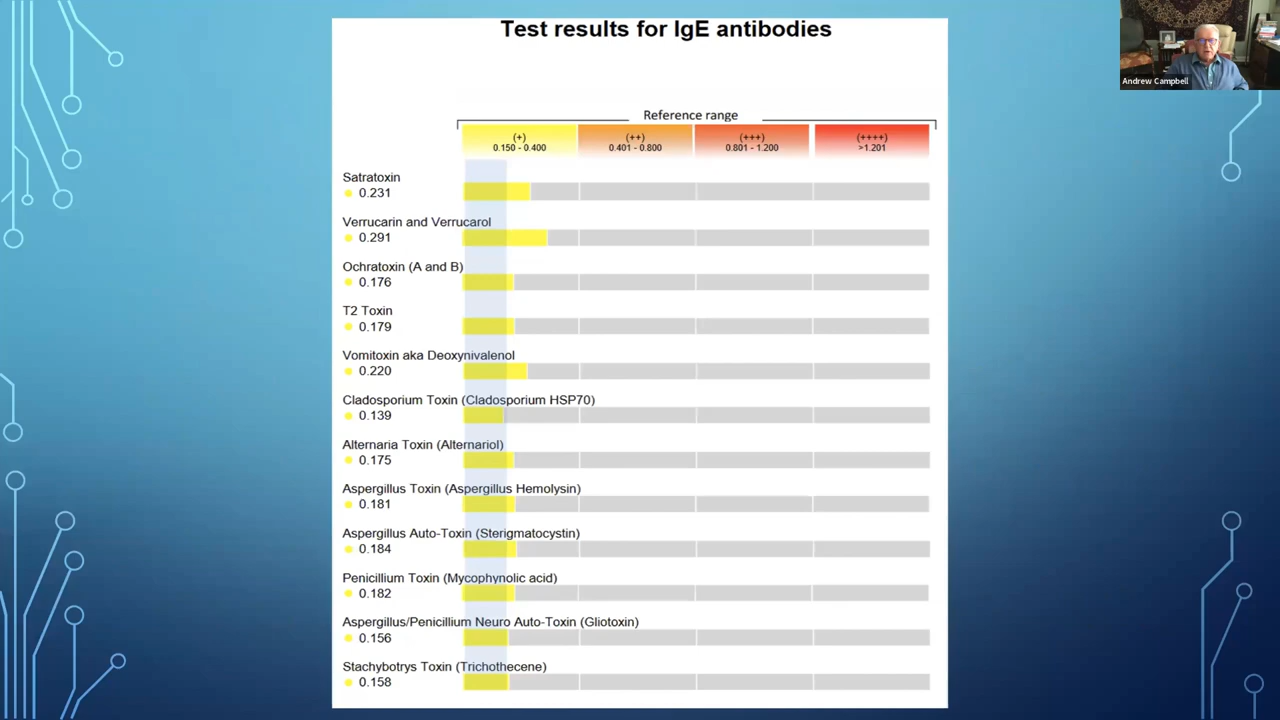 Test results for IgE antibodies
Andrew Campbell
Reference range
(+) (++) (+++) (++++)
0.150 - 0.400 0.401 - 0.800 0.801 - 1.200 >1.201
Satratoxin
0.231
Verrucarin and Verrucarol
0.291
Ochratoxin (A and B)
0.176
T2 Toxin
0.179
Vomitoxin aka Deoxynivalenol
0.220
Cladosporium Toxin (Cladosporium HSP70)
0.139
Alternaria Toxin (Alternariol)
0.175
Aspergillus Toxin (Aspergillus Hemolysin)
0.181
Aspergillus Auto-Toxin (Sterigmatocystin)
0.184
Penicillium Toxin (Mycophynolic acid)
0.182
Aspergillus/Penicillium Neuro Auto-Toxin (Gliotoxin)
0.156
Stachybotrys Toxin (Trichothecene)
0.158